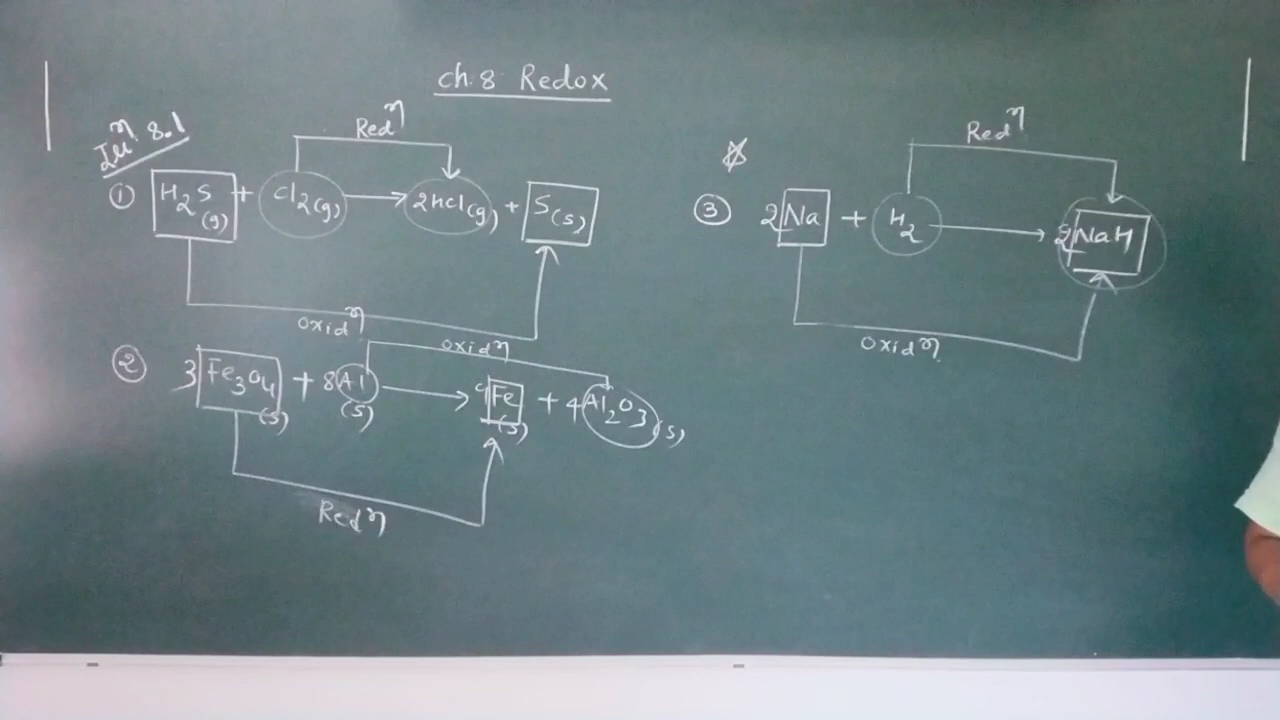 ch. 8 Redox
Illⁿ. 8.1
Redⁿ
① H₂S(g) + Cl₂(g) → 2HCl(g) + S(s)
Oxidⁿ
Oxidⁿ
② 3Fe₃O₄(s) + 8Al(s) → 9Fe(s) + 4Al₂O₃(s)
Redⁿ
☆
Redⁿ
③ 2Na + H₂ → 2NaH
Oxidⁿ